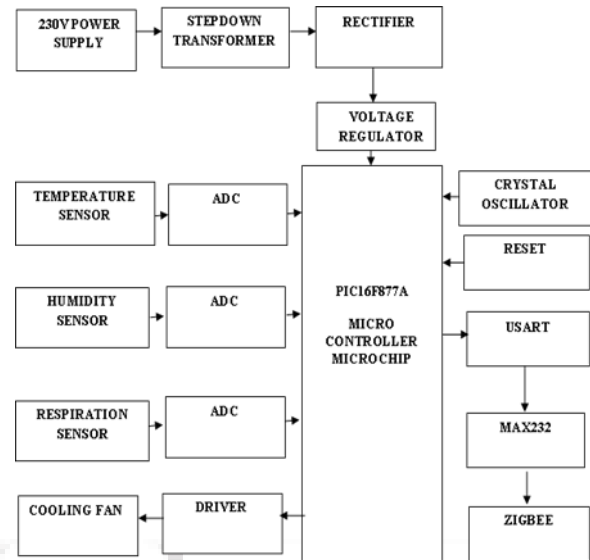 230V POWER
SUPPLY
STEPDOWN
TRANSFORMER
RECTIFIER
VOLTAGE
REGULATOR
TEMPERATURE
SENSOR
ADC
CRYSTAL
OSCILLATOR
RESET
HUMIDITY
SENSOR
ADC
PIC16F877A
MICRO
CONTROLLER
MICROCHIP
USART
RESPIRATION
SENSOR
ADC
MAX232
COOLING FAN
DRIVER
ZIGBEE